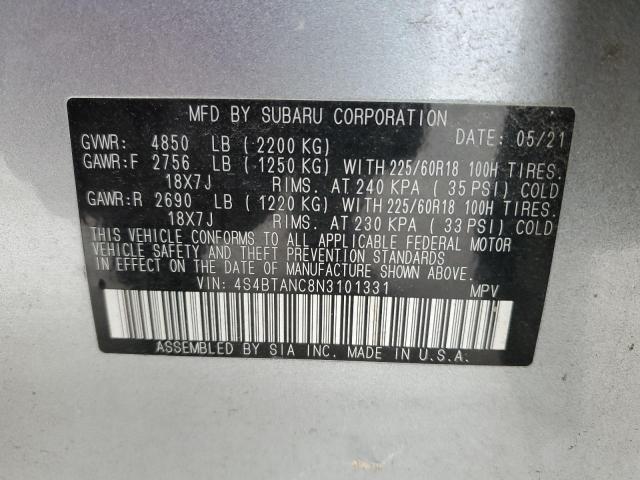 MFD BY SUBARU CORPORATION
GVWR: 4850 LB (2200 KG) DATE: 05/21
GAWR:F 2756 LB (1250 KG) WITH 225/60R18 100H TIRES.
18X7J RIMS. AT 240 KPA ( 35 PSI) COLD
GAWR:R 2690 LB (1220 KG) WITH 225/60R18 100H TIRES.
18X7J RIMS. AT 230 KPA ( 33 PSI) COLD
THIS VEHICLE CONFORMS TO ALL APPLICABLE FEDERAL MOTOR
VEHICLE SAFETY AND THEFT PREVENTION STANDARDS
IN EFFECT ON THE DATE OF MANUFACTURE SHOWN ABOVE.
VIN: 4S4BTANC8N3101331 MPV
ASSEMBLED BY SIA INC. MADE IN U.S.A.